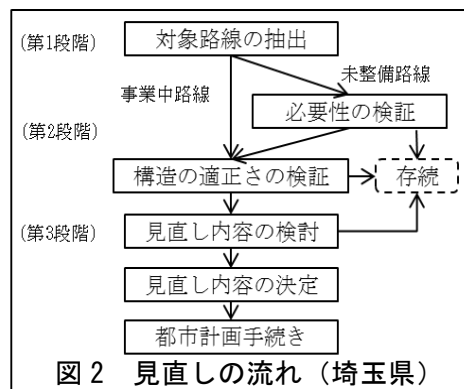 (第1段階)
対象路線の抽出
未整備路線
事業中路線
必要性の検証
(第2段階)
構造の適正さの検証
存続
(第3段階)
見直し内容の検討
見直し内容の決定
都市計画手続き
図2 見直しの流れ（埼玉県）